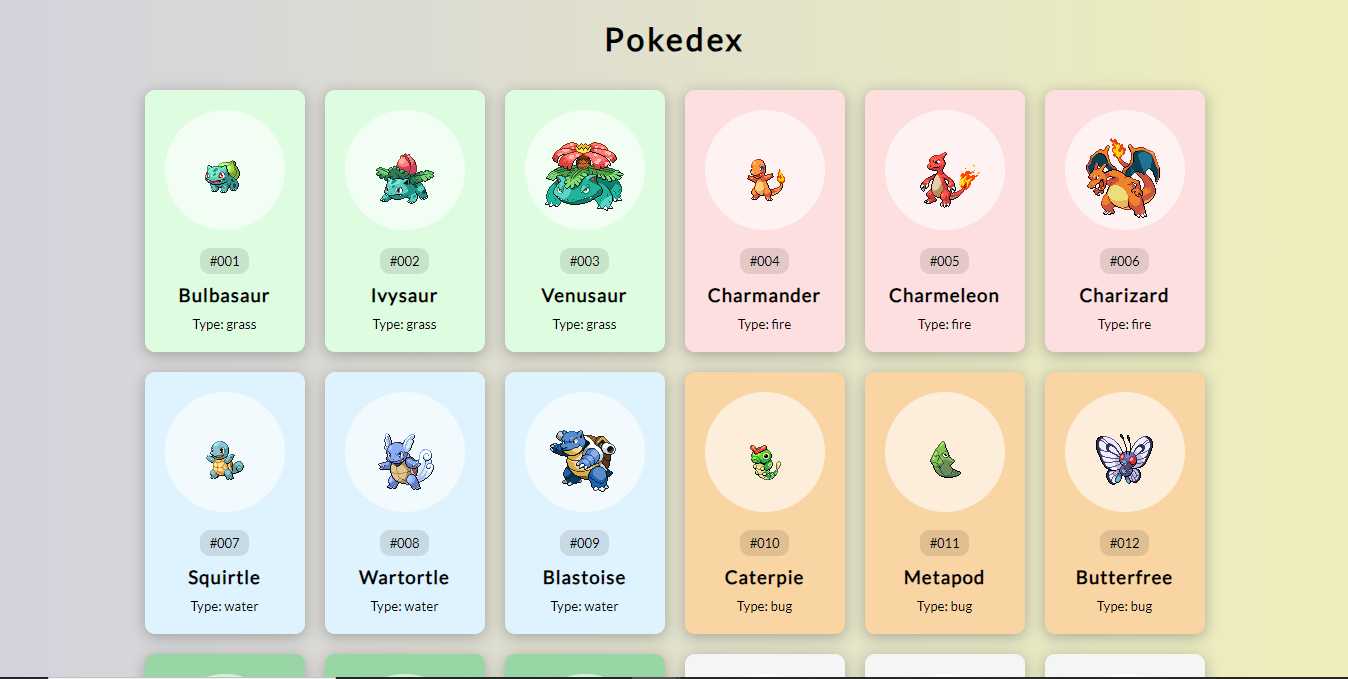 Pokedex
#001
Bulbasaur
Type: grass
#002
Ivysaur
Type: grass
#003
Venusaur
Type: grass
#004
Charmander
Type: fire
#005
Charmeleon
Type: fire
#006
Charizard
Type: fire
#007
Squirtle
Type: water
#008
Wartortle
Type: water
#009
Blastoise
Type: water
#010
Caterpie
Type: bug
#011
Metapod
Type: bug
#012
Butterfree
Type: bug